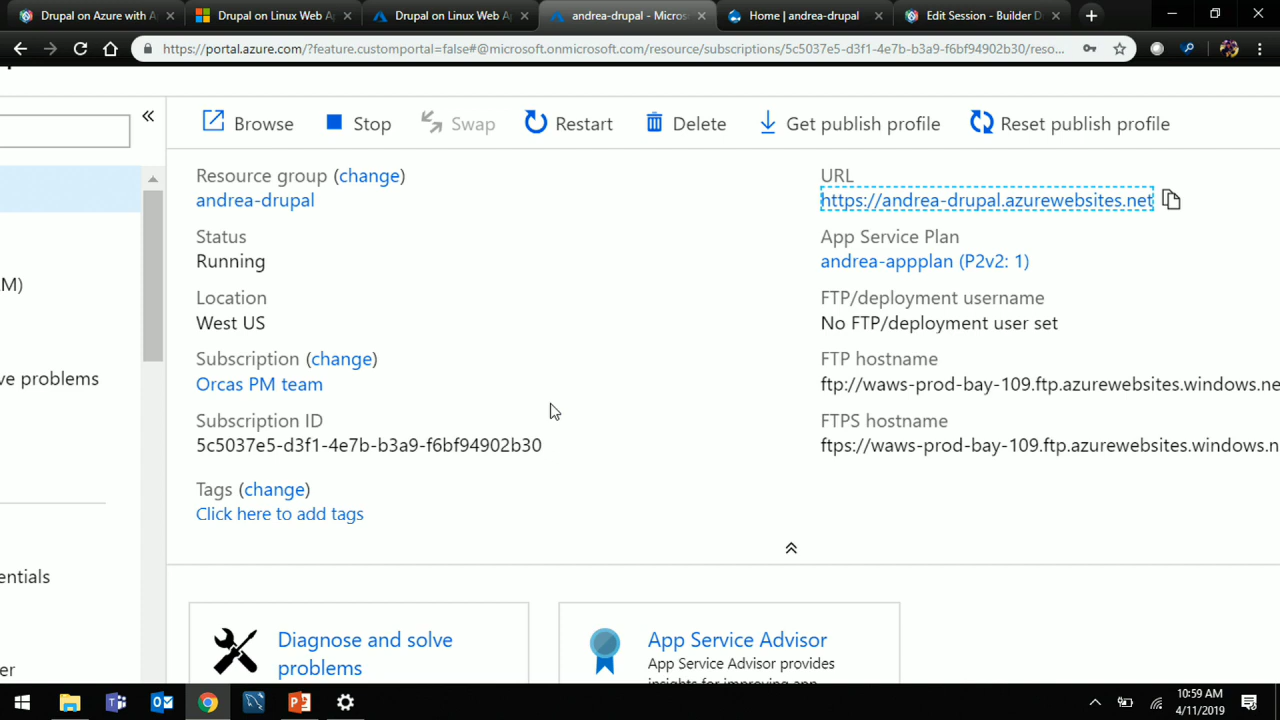 Drupal on Azure with A
Drupal on Linux Web A
Drupal on Linux Web Ap
andrea-drupal - Micros
Home | andrea-drupal
Edit Session - Builder D
https://portal.azure.com/?feature.customportal=false#@microsoft.onmicrosoft.com/resource/subscriptions/5c5037e5-d3f1-4e7b-b3a9-f6bf94902b30/reso...
Browse
Stop
Swap
Restart
Delete
Get publish profile
Reset publish profile
Resource group (change)
andrea-drupal
Status
Running
Location
West US
Subscription (change)
Orcas PM team
Subscription ID
5c5037e5-d3f1-4e7b-b3a9-f6bf94902b30
Tags (change)
Click here to add tags
URL
https://andrea-drupal.azurewebsites.net
App Service Plan
andrea-appplan (P2v2: 1)
FTP/deployment username
No FTP/deployment user set
FTP hostname
ftp://waws-prod-bay-109.ftp.azurewebsites.windows.ne
FTPS hostname
ftps://waws-prod-bay-109.ftp.azurewebsites.windows.n
M)
ve problems
entials
er
Diagnose and solve
problems
App Service Advisor
App Service Advisor provides
insights for improving app
10:59 AM
4/11/2019